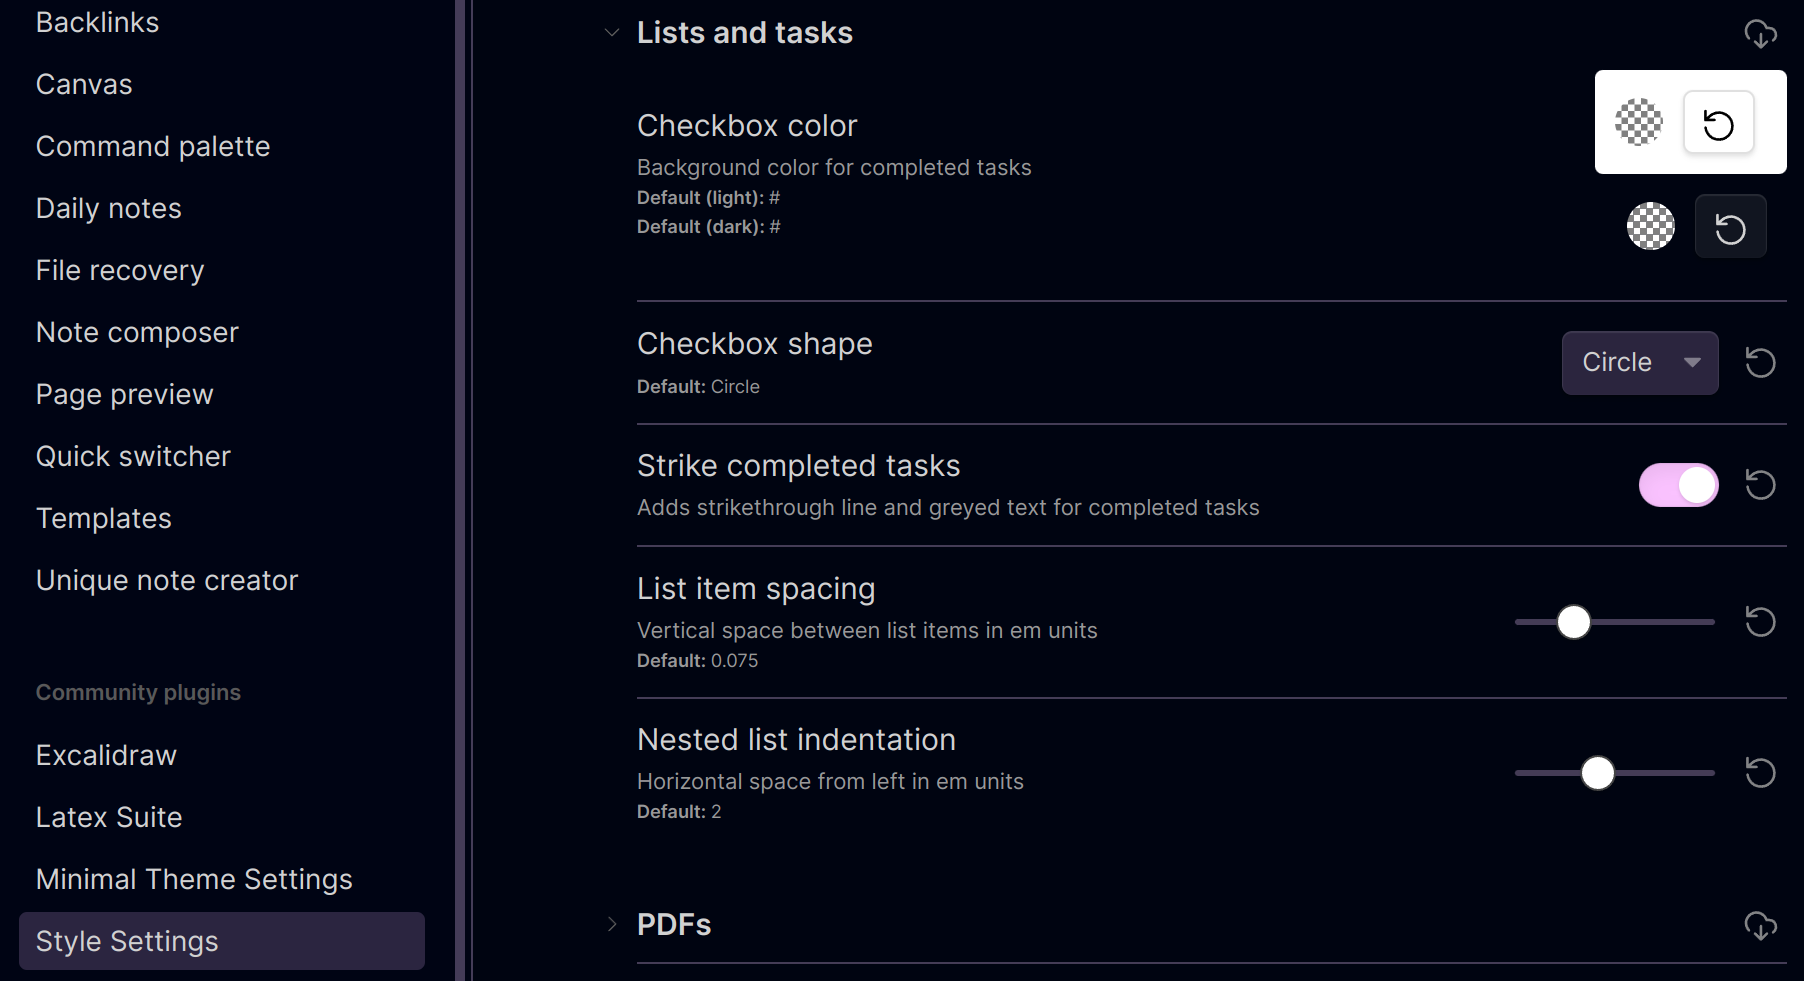 Backlinks
Canvas
Command palette
Daily notes
File recovery
Note composer
Page preview
Quick switcher
Templates
Unique note creator
Community plugins
Excalidraw
Latex Suite
Minimal Theme Settings
Style Settings
Lists and tasks
Checkbox color
Background color for completed tasks
Default (light): #
Default (dark): #
Checkbox shape
Default: Circle
Circle
Strike completed tasks
Adds strikethrough line and greyed text for completed tasks
List item spacing
Vertical space between list items in em units
Default: 0.075
Nested list indentation
Horizontal space from left in em units
Default: 2
PDFs